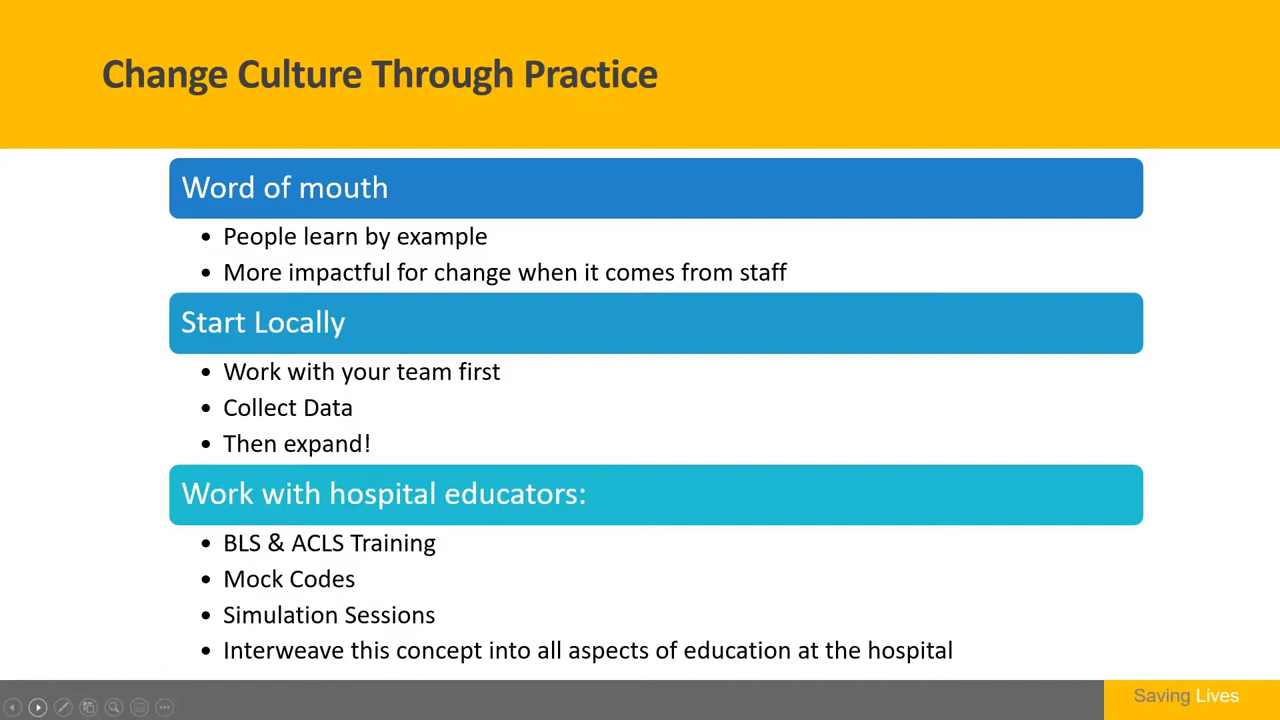 Change Culture Through Practice
Word of mouth
• People learn by example
• More impactful for change when it comes from staff
Start Locally
• Work with your team first
• Collect Data
• Then expand!
Work with hospital educators:
• BLS & ACLS Training
• Mock Codes
• Simulation Sessions
• Interweave this concept into all aspects of education at the hospital
Saving Lives